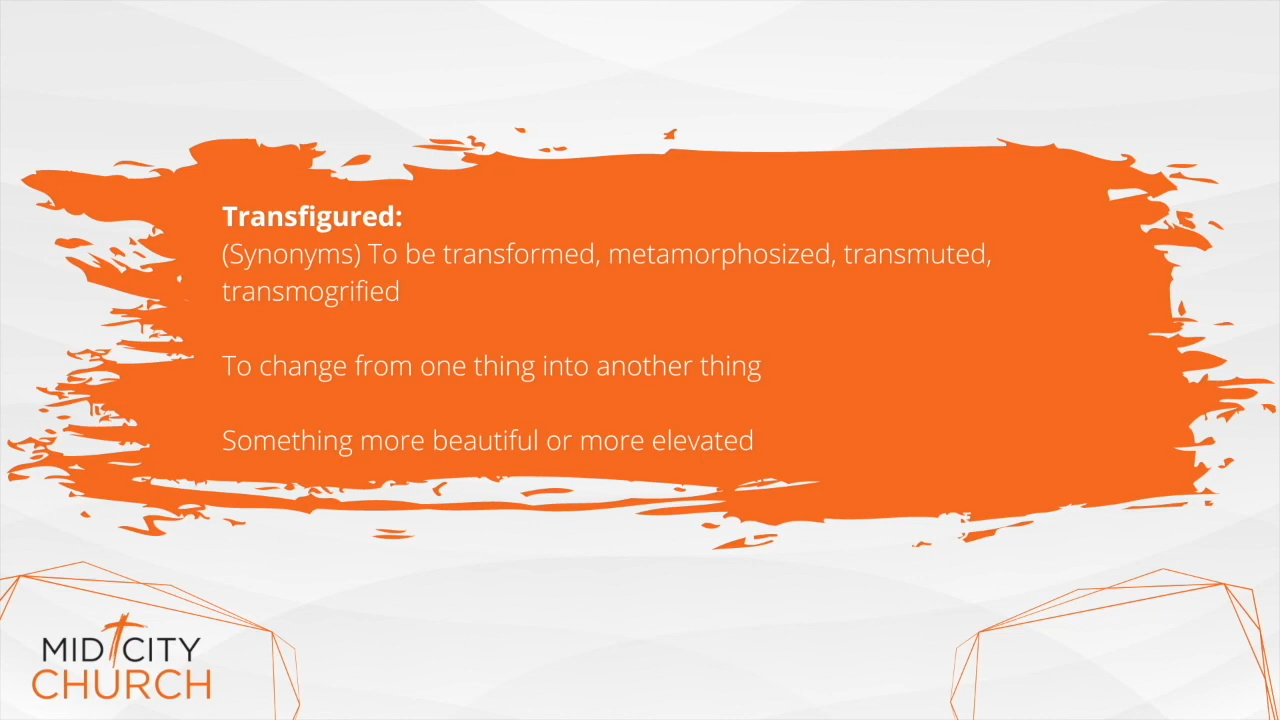 Transfigured:
(Synonyms) To be transformed, metamorphosized, transmuted,
transmogrified
To change from one thing into another thing
Something more beautiful or more elevated
MID CITY
CHURCH